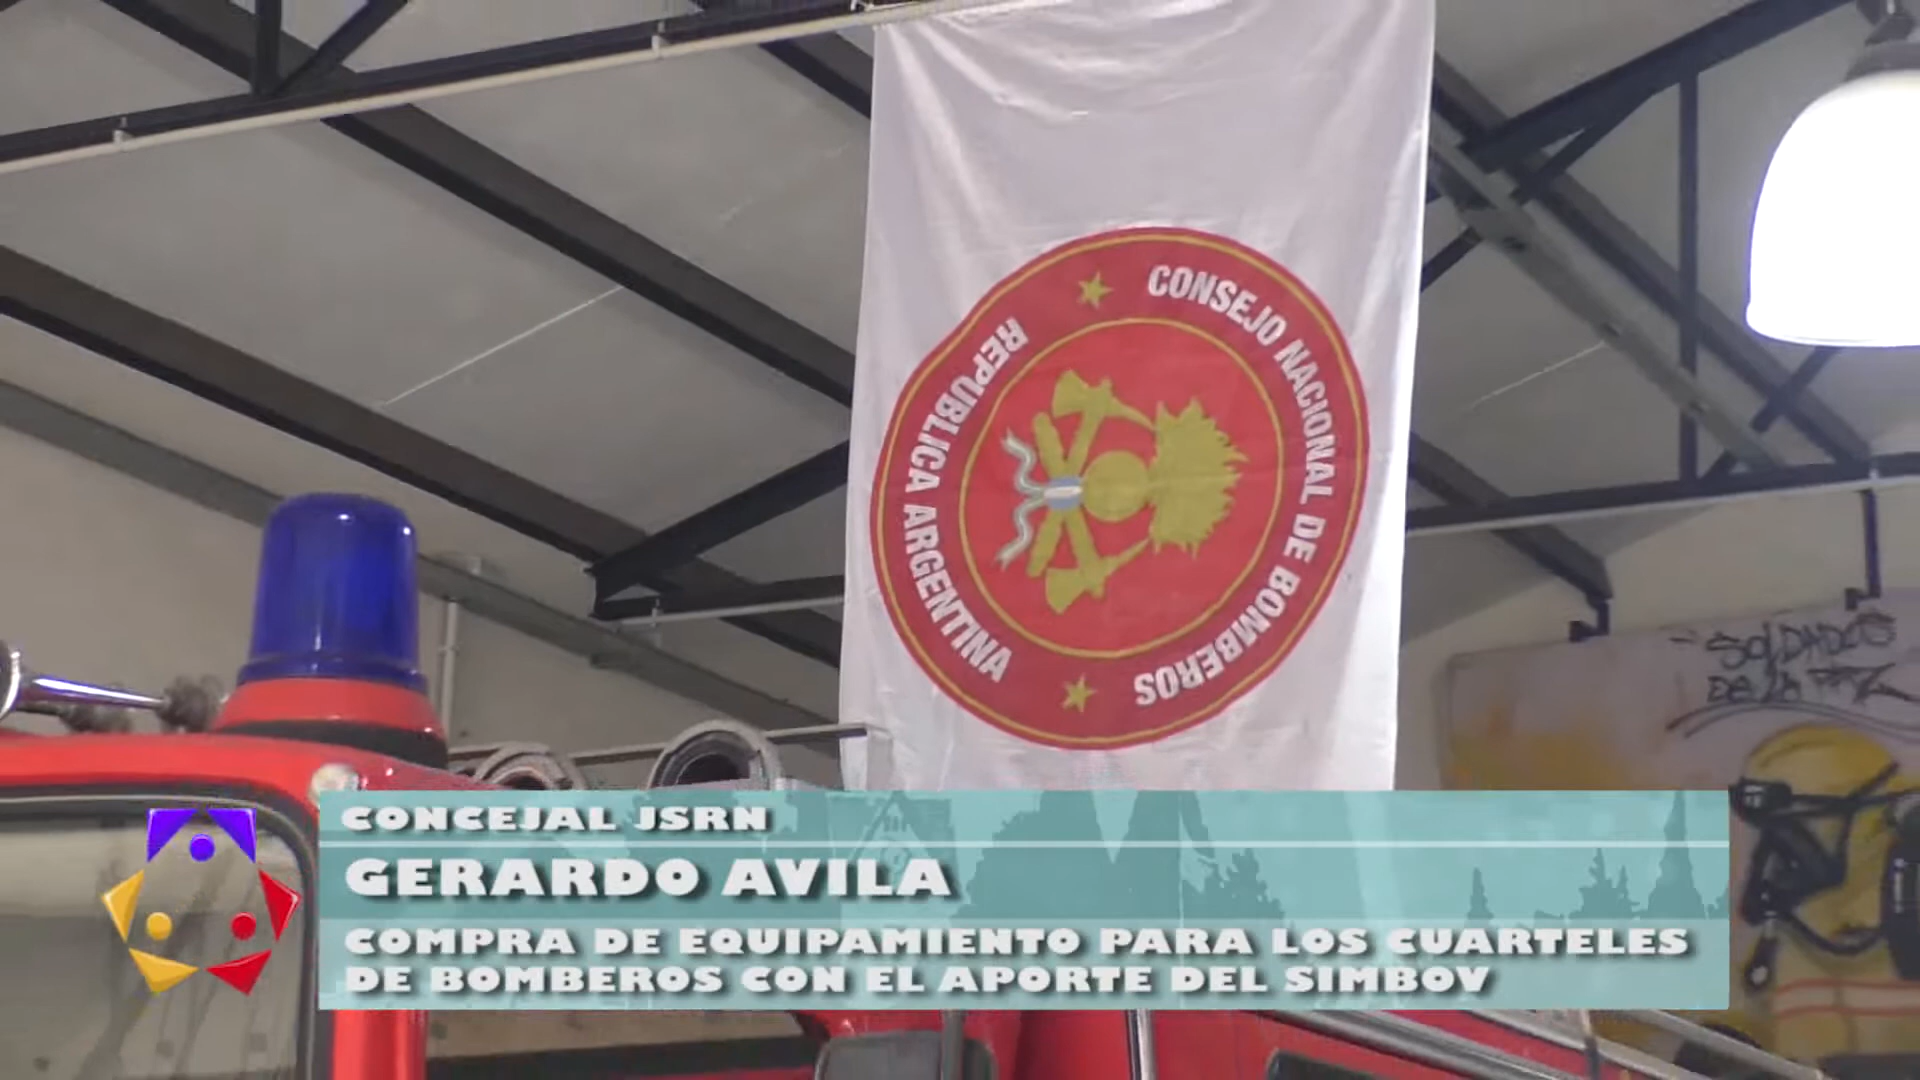 CONSEJO NACIONAL DE BOMBEROS
REPUBLICA ARGENTINA
SOLDADOS
DE LA PAZ
CONCEJAL JSRN
GERARDO AVILA
COMPRA DE EQUIPAMIENTO PARA LOS CUARTELES
DE BOMBEROS CON EL APORTE DEL SIMBOV